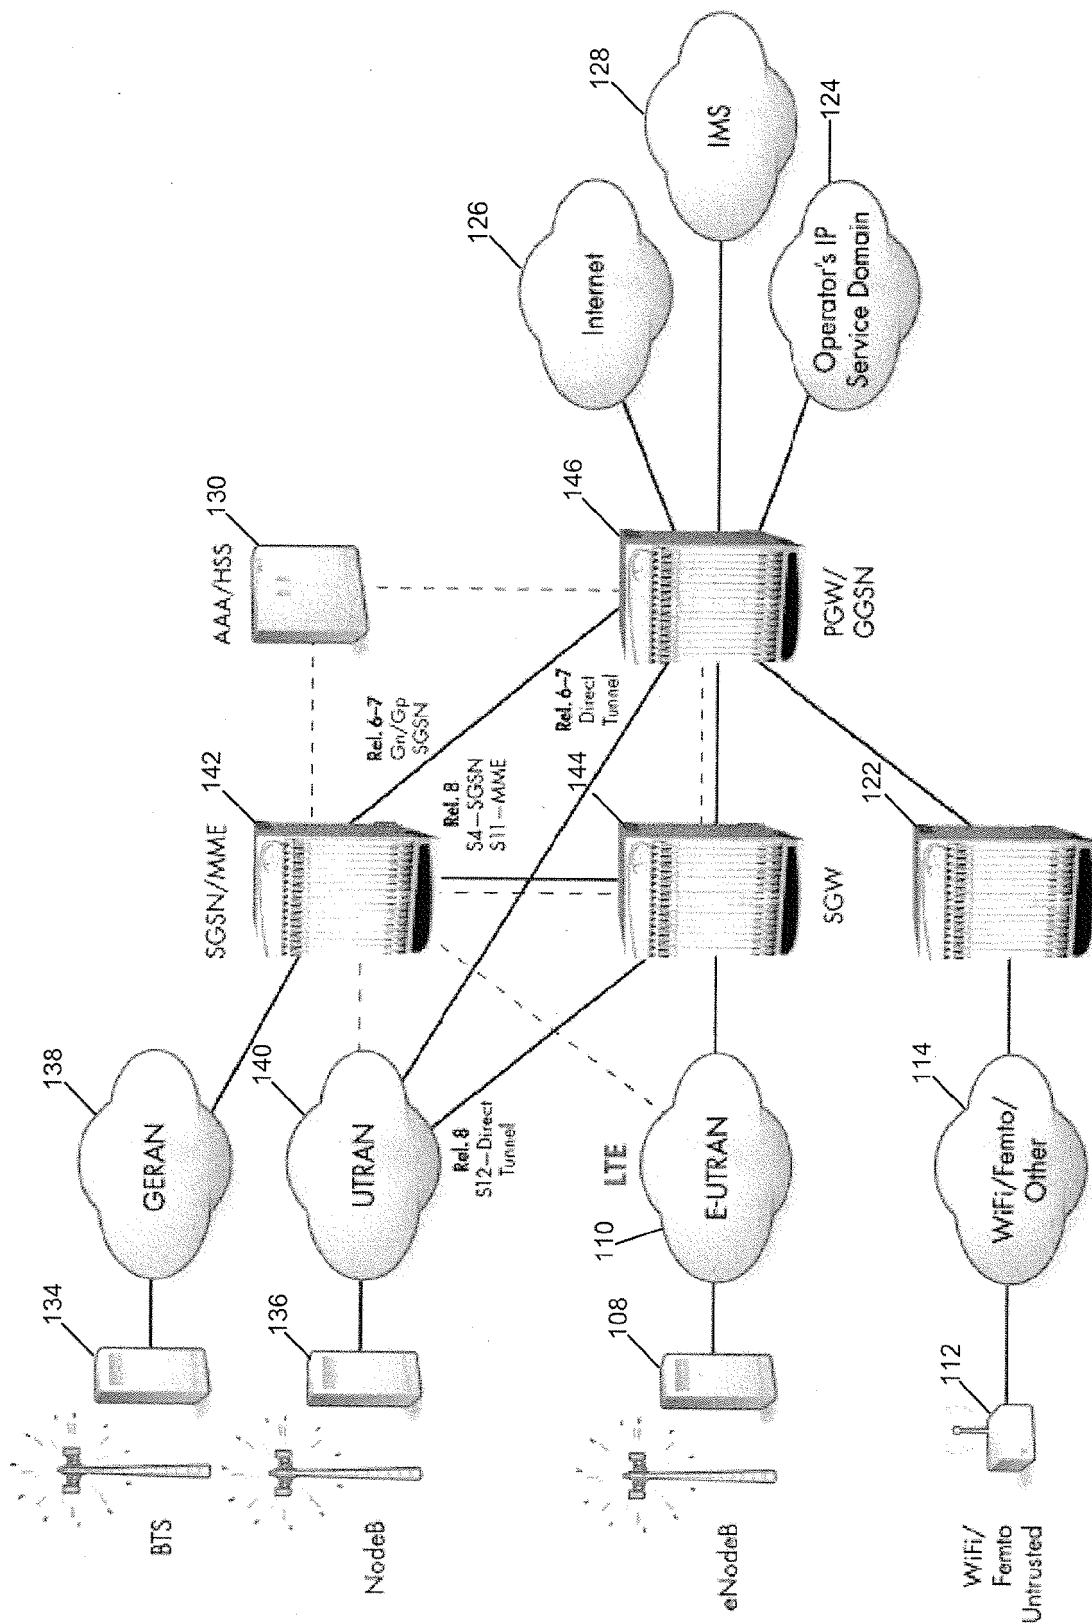 BTS
134
GERAN
138
NodeB
136
UTRAN
140
Rel. 8
S12—Direct
Tunnel
eNodeB
108
LTE
110
E-UTRAN
WiFi/
Femto
Untrusted
112
WiFi/Femto/
Other
114
SGSN/MME
142
Rel. 8
S4—SGSN
S11—MME
144
SGW
122
Rel. 6–7
Gn/Gp
SGSN
Rel. 6–7
Direct
Tunnel
AAA/HSS
130
146
PGW/
GGSN
Internet
126
IMS
128
Operator's IP
Service Domain
124